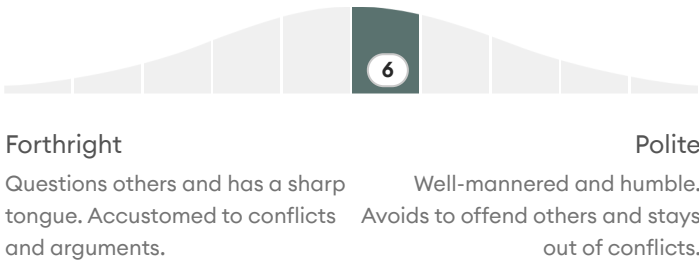 6
Forthright
Questions others and has a sharp
tongue. Accustomed to conflicts
and arguments.
Polite
Well-mannered and humble.
Avoids to offend others and stays
out of conflicts.